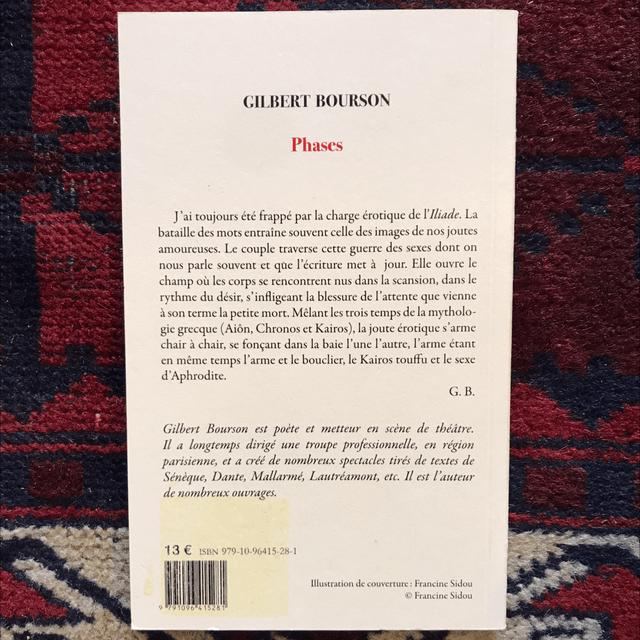 GILBERT BOURSON
Phases
J'ai toujours été frappé par la charge érotique de l'Iliade. La
bataille des mots entraîne souvent celle des images de nos joutes
amoureuses. Le couple traverse cette guerre des sexes dont on
nous parle souvent et que l'écriture met à jour. Elle ouvre le
champ où les corps se rencontrent nus dans la scansion, dans
le rythme du désir, s'infligeant la blessure de l'attente que vienne
à son terme la petite mort. Mêlant les trois temps de la mytholo-
gie grecque (Aiôn, Chronos et Kairos), la joute érotique s'arme
chair à chair, se fonçant dans la baie l'une l'autre, l'arme étant
en même temps l'arme et le bouclier, le Kairos touffu et le sexe
d'Aphrodite.
G. B.
Gilbert Bourson est poète et metteur en scène de théâtre.
Il a longtemps dirigé une troupe professionnelle, en région
parisienne, et a créé de nombreux spectacles tirés de textes de
Sénèque, Dante, Mallarmé, Lautréamont, etc. Il est l'auteur
de nombreux ouvrages.
13 € ISBN 979-10-96415-28-1
9 791096 415281
Illustration de couverture : Francine Sidou
© Francine Sidou